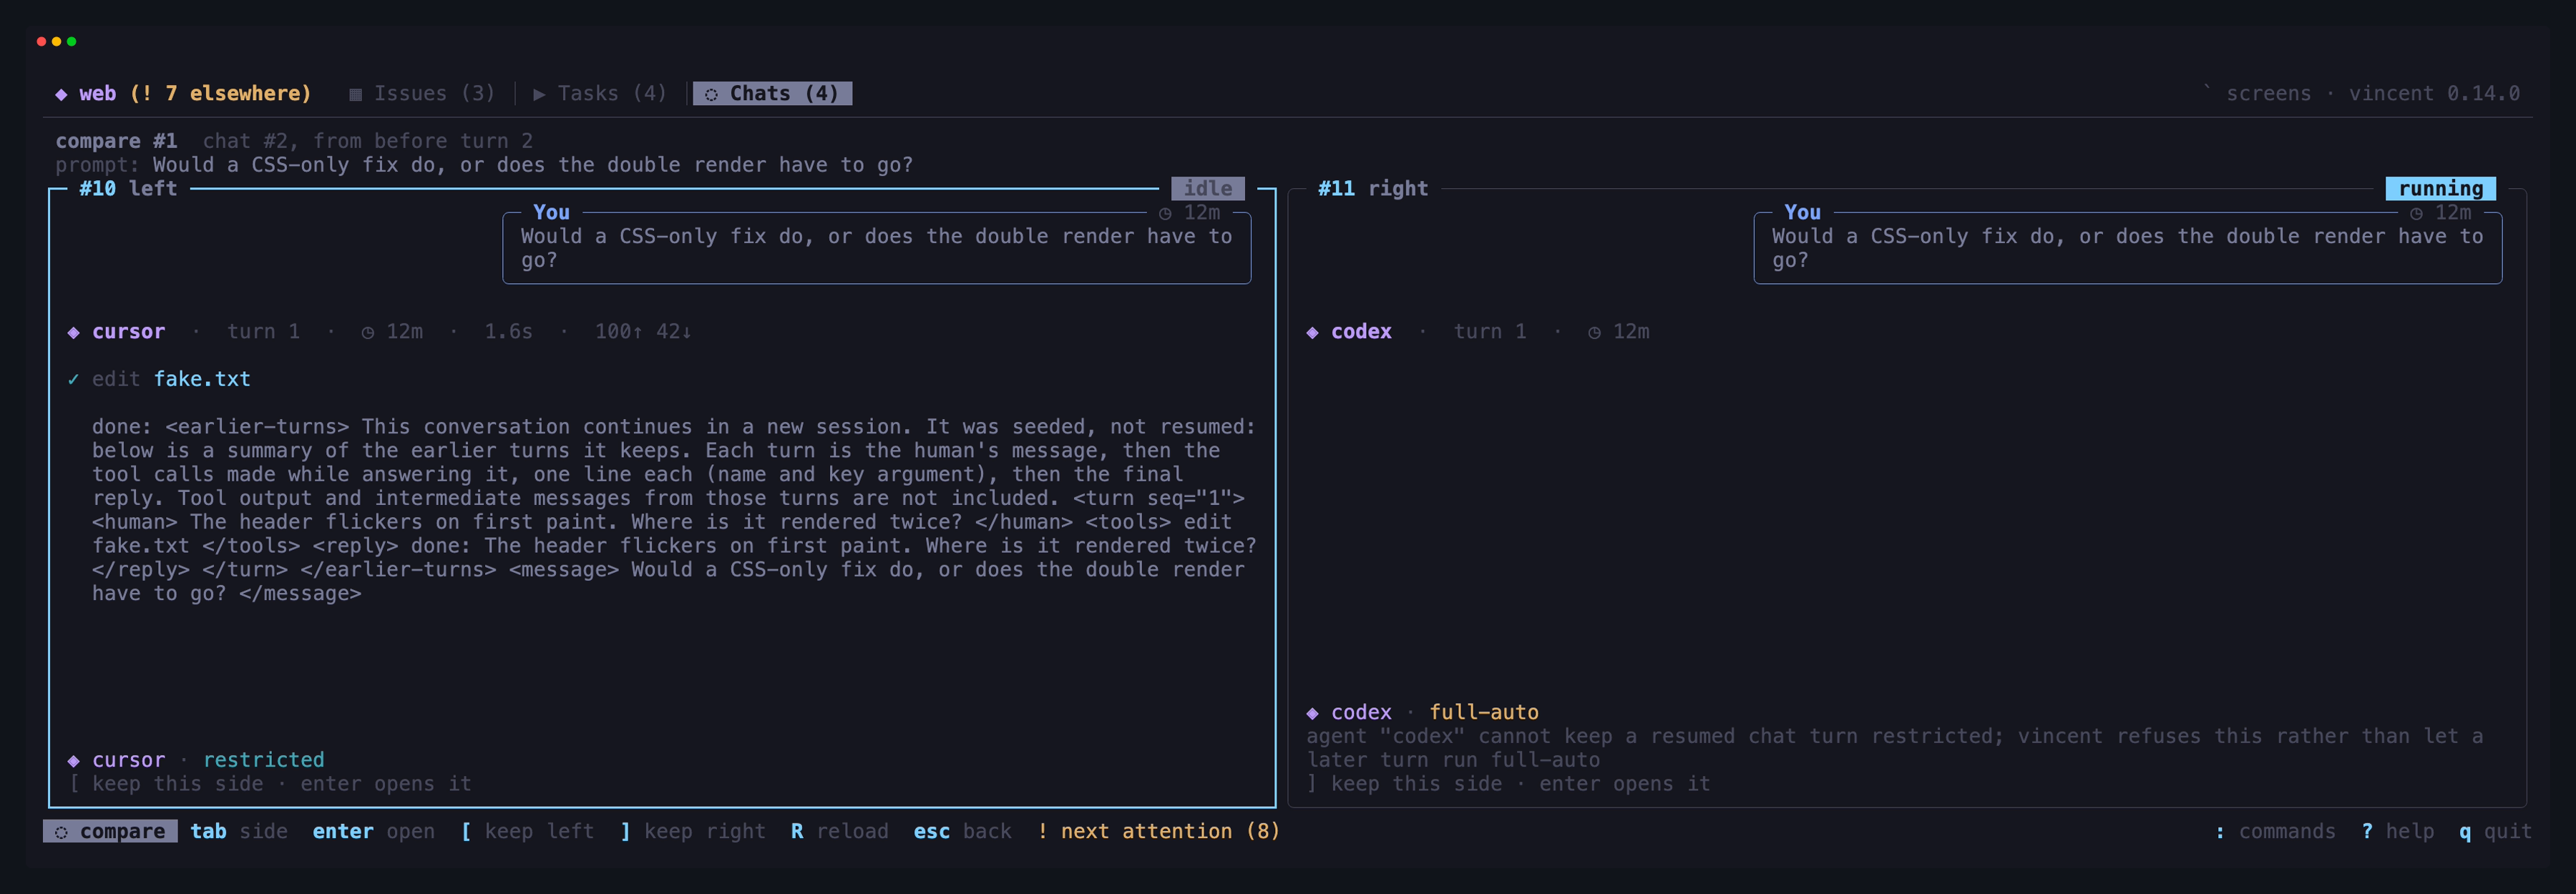 ◆ web (! 7 elsewhere) ▦ Issues (3) │ ▶ Tasks (4) │ ◌ Chats (4) ` screens · vincent 0.14.0
compare #1 chat #2, from before turn 2
prompt: Would a CSS-only fix do, or does the double render have to go?
#10 left idle
You ◷ 12m
Would a CSS-only fix do, or does the double render have to
go?
◈ cursor · turn 1 · ◷ 12m · 1.6s · 100↑ 42↓
✓ edit fake.txt
done: <earlier-turns> This conversation continues in a new session. It was seeded, not resumed:
below is a summary of the earlier turns it keeps. Each turn is the human's message, then the
tool calls made while answering it, one line each (name and key argument), then the final
reply. Tool output and intermediate messages from those turns are not included. <turn seq="1">
<human> The header flickers on first paint. Where is it rendered twice? </human> <tools> edit
fake.txt </tools> <reply> done: The header flickers on first paint. Where is it rendered twice?
</reply> </turn> </earlier-turns> <message> Would a CSS-only fix do, or does the double render
have to go? </message>
◈ cursor · restricted
[ keep this side · enter opens it
#11 right running
You ◷ 12m
Would a CSS-only fix do, or does the double render have to
go?
◈ codex · turn 1 · ◷ 12m
◈ codex · full-auto
agent "codex" cannot keep a resumed chat turn restricted; vincent refuses this rather than let a
later turn run full-auto
] keep this side · enter opens it
◌ compare tab side enter open [ keep left ] keep right R reload esc back ! next attention (8) : commands ? help q quit